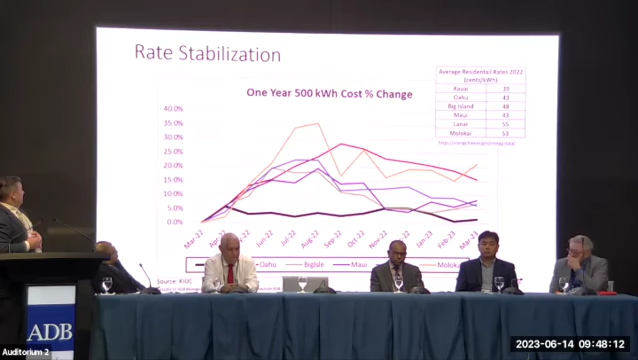 Rate Stabilization
Average Residentail Rates 2022
(cents/kWh)
Kauai 39
Oahu 43
Big Island 48
Maui 43
Lanai 55
Molokai 53
One Year 500 kWh Cost % Change
40.0%
35.0%
30.0%
25.0%
20.0%
15.0%
10.0%
5.0%
0.0%
Mar-22
Jun-22
Jul-22
Aug-22
Sep-22
Oct-22
Nov-22
Dec-22
Jan-23
Feb-23
Mar-23
Oahu
BigIsle
Maui
Moloka
Source: KIUC
ADB
Auditorium 2
2023-06-14 09:48:12